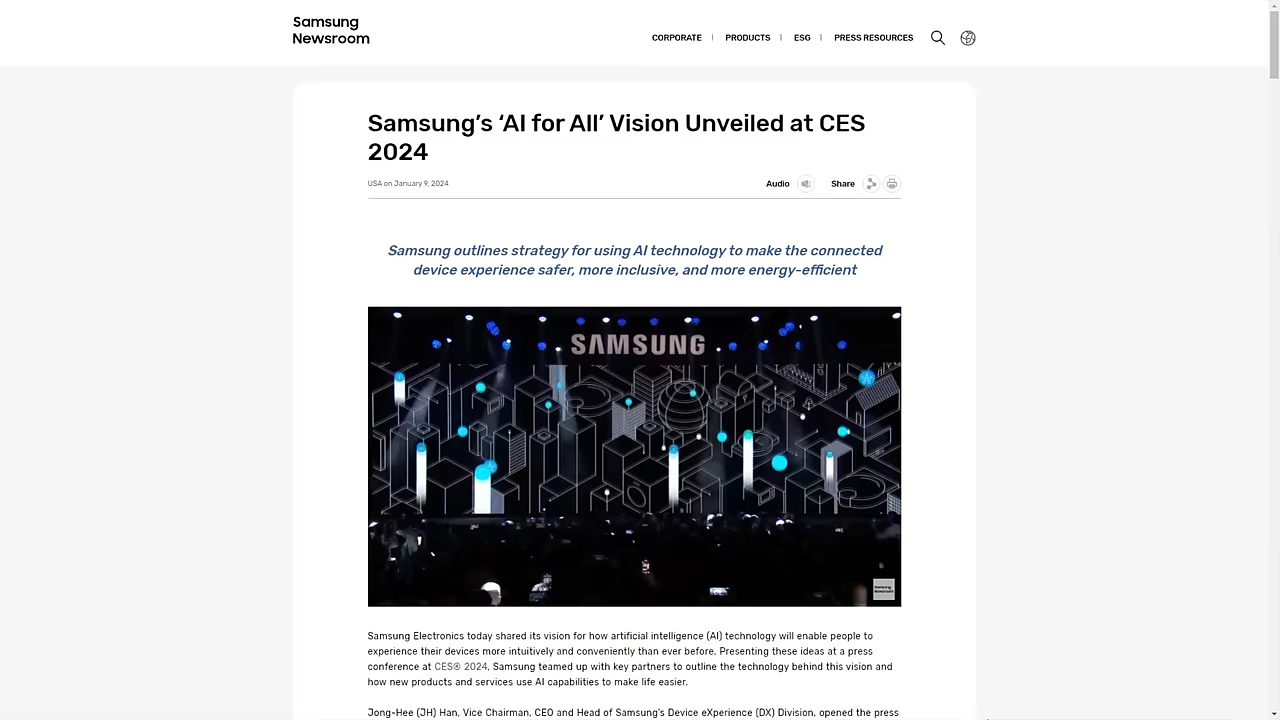 Samsung
Newsroom
CORPORATE | PRODUCTS | ESG | PRESS RESOURCES
Samsung’s ‘AI for All’ Vision Unveiled at CES
2024
USA on January 9, 2024
Audio Share
Samsung outlines strategy for using AI technology to make the connected
device experience safer, more inclusive, and more energy-efficient
SAMSUNG
Samsung
Newsroom
Samsung Electronics today shared its vision for how artificial intelligence (AI) technology will enable people to
experience their devices more intuitively and conveniently than ever before. Presenting these ideas at a press
conference at CES® 2024, Samsung teamed up with key partners to outline the technology behind this vision and
how new products and services use AI capabilities to make life easier.
Jong-Hee (JH) Han, Vice Chairman, CEO and Head of Samsung’s Device eXperience (DX) Division, opened the press